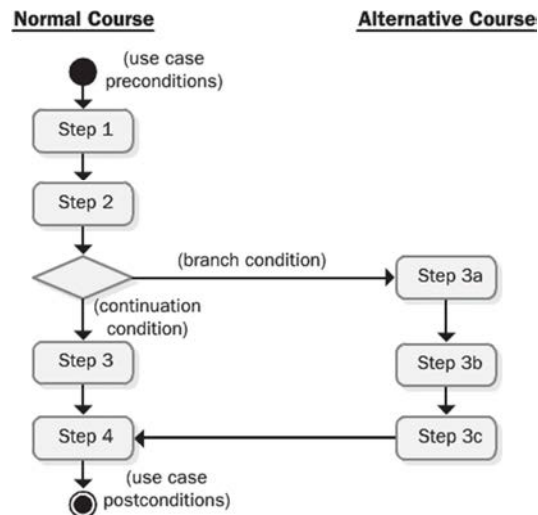 Normal Course
Alternative Course
(use case
preconditions)
Step 1
Step 2
(branch condition)
Step 3a
(continuation
condition)
Step 3
Step 3b
Step 4
Step 3c
(use case
postconditions)